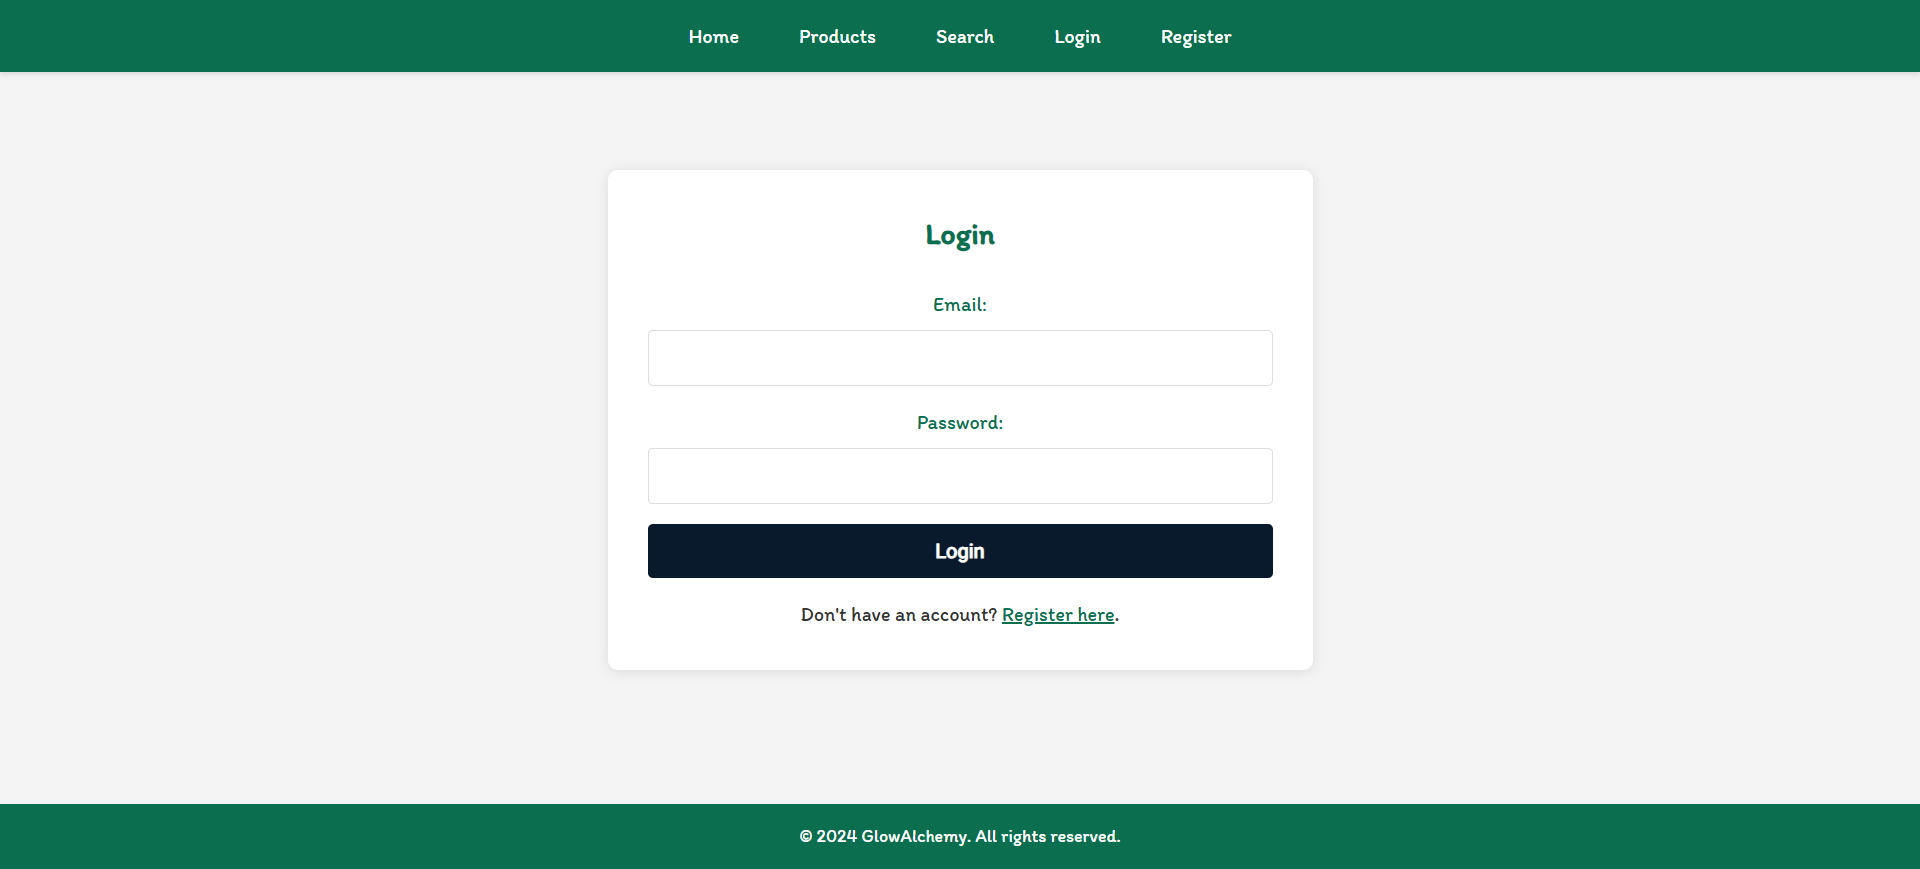 Home Products Search Login Register
Login
Email:
Password:
Login
Don't have an account? Register here.
© 2024 GlowAlchemy. All rights reserved.